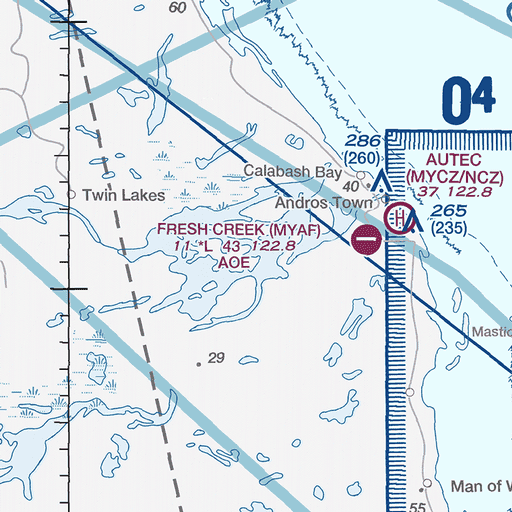 60
04
286
(260)
AUTEC
(MYCZ/NCZ)
37 122.8
Calabash Bay
40
Twin Lakes
Andros Town
265
(235)
FRESH CREEK (MYAF)
11 *L 43 122.8
AOE
29
Mastic
Man of W
55